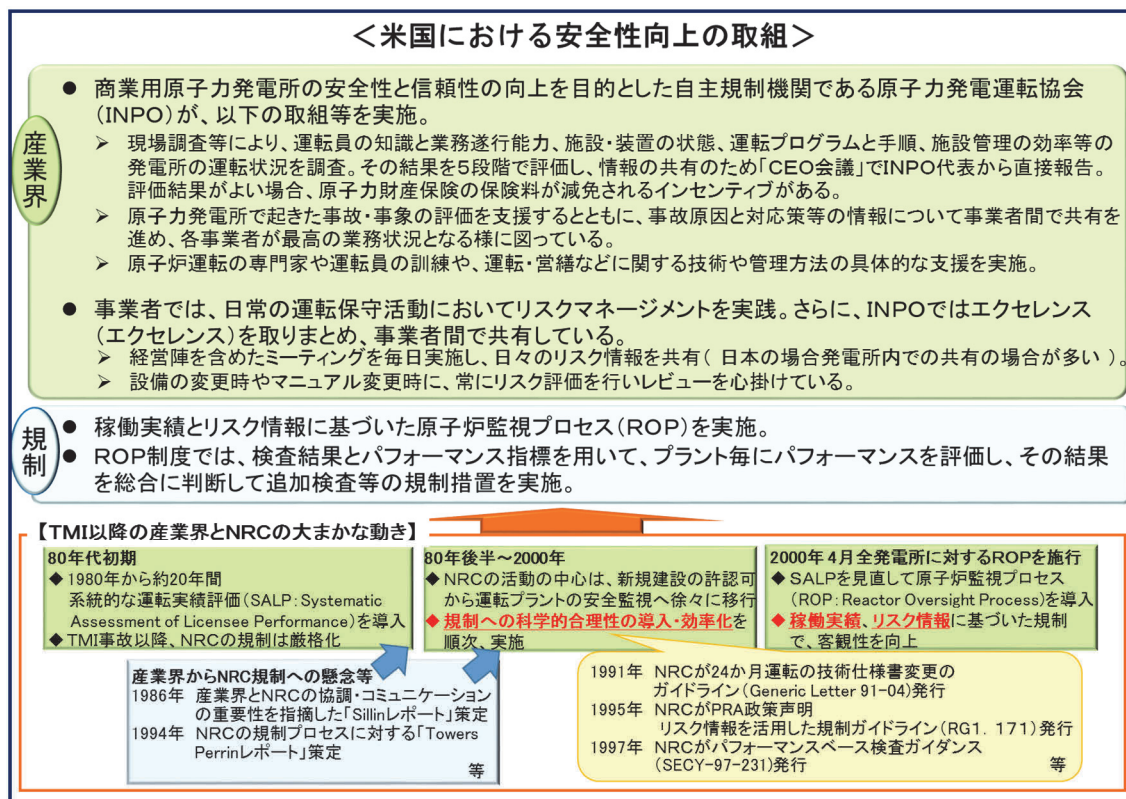 ＜米国における安全性向上の取組＞
産業界
● 商業用原子力発電所の安全性と信頼性の向上を目的とした自主規制機関である原子力発電運転協会
(INPO)が、以下の取組等を実施。
➢ 現場調査等により、運転員の知識と業務遂行能力、施設・装置の状態、運転プログラムと手順、施設管理の効率等の
発電所の運転状況を調査。その結果を５段階で評価し、情報の共有のため「CEO会議」でINPO代表から直接報告。
評価結果がよい場合、原子力財産保険の保険料が減免されるインセンティブがある。
➢ 原子力発電所で起きた事故・事象の評価を支援するとともに、事故原因と対応策等の情報について事業者間で共有を
進め、各事業者が最高の業務状況となる様に図っている。
➢ 原子炉運転の専門家や運転員の訓練や、運転・営繕などに関する技術や管理方法の具体的な支援を実施。
● 事業者では、日常の運転保守活動においてリスクマネージメントを実践。さらに、INPOではエクセレンス
(エクセレンス)を取りまとめ、事業者間で共有している。
➢ 経営陣を含めたミーティングを毎日実施し、日々のリスク情報を共有( 日本の場合発電所内での共有の場合が多い )。
➢ 設備の変更時やマニュアル変更時に、常にリスク評価を行いレビューを心掛けている。
規制
● 稼働実績とリスク情報に基づいた原子炉監視プロセス(ROP)を実施。
● ROP制度では、検査結果とパフォーマンス指標を用いて、プラント毎にパフォーマンスを評価し、その結果
を総合に判断して追加検査等の規制措置を実施。
【TMI以降の産業界とNRCの大まかな動き】
80年代初期
◆ 1980年から約20年間
系統的な運転実績評価(SALP：Systematic
Assessment of Licensee Performance)を導入
◆ TMI事故以降、NRCの規制は厳格化
80年後半～2000年
◆ NRCの活動の中心は、新規建設の許認可
から運転プラントの安全監視へ徐々に移行
◆ 規制への科学的合理性の導入・効率化を
順次、実施
2000年４月全発電所に対するROPを施行
◆ SALPを見直して原子炉監視プロセス
(ROP：Reactor Oversight Process)を導入
◆ 稼働実績、リスク情報に基づいた規制
で、客観性を向上
産業界からNRC規制への懸念等
1986年 産業界とNRCの協調・コミュニケーション
の重要性を指摘した「Sillinレポート」策定
1994年 NRCの規制プロセスに対する「Towers
Perrinレポート」策定
等
1991年 NRCが24か月運転の技術仕様書変更の
ガイドライン(Generic Letter 91-04)発行
1995年 NRCがPRA政策声明
リスク情報を活用した規制ガイドライン(RG1．171)発行
1997年 NRCがパフォーマンスベース検査ガイダンス
(SECY-97-231)発行 等